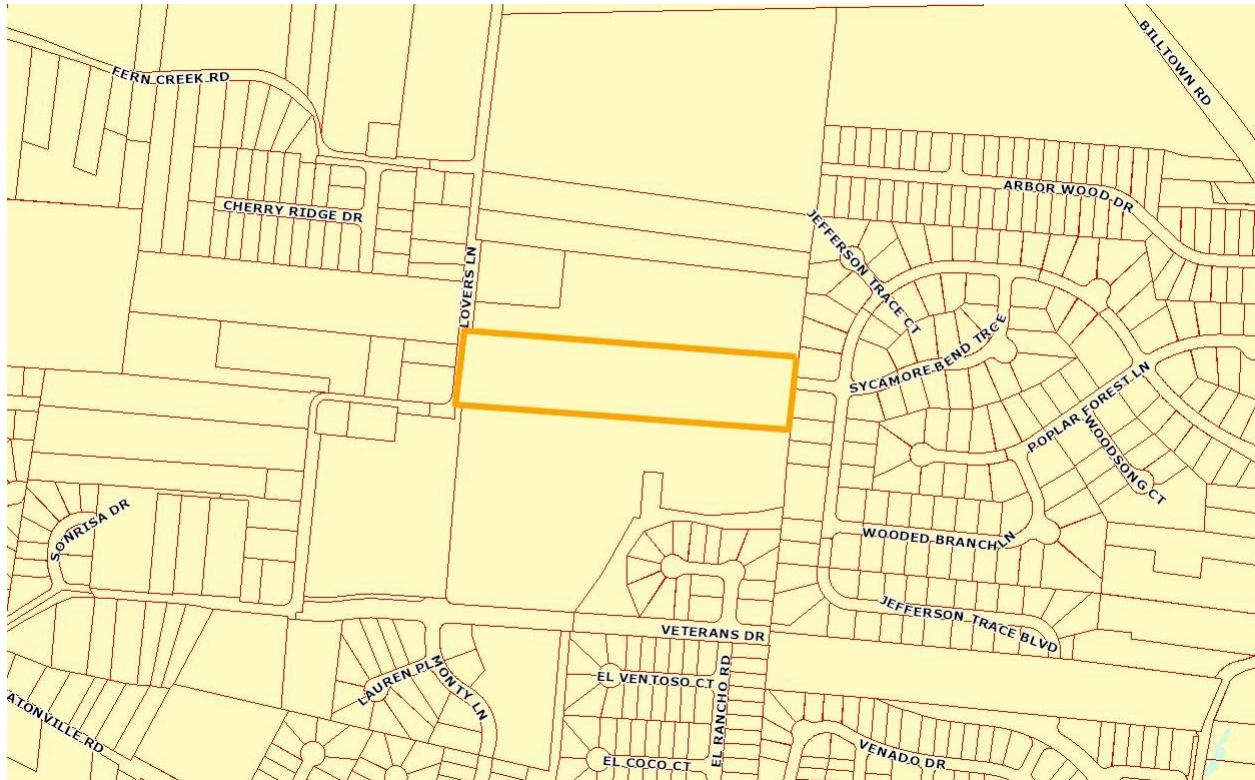 BILLTOWN RD
FERN CREEK RD
ARBOR WOOD DR
CHERRY RIDGE DR
JEFFERSON TRACE CT
LOVERS LN
SYCAMORE BEND TRCE
POPLAR FOREST LN
WOODSONG CT
SONRISA DR
WOODED BRANCH LN
JEFFERSON TRACE BLVD
VETERANS DR
LAUREN PL
MONTY LN
EL VENTOSO CT
EL RANCHO RD
ATONVILLE RD
VENADO DR
EL COCO CT